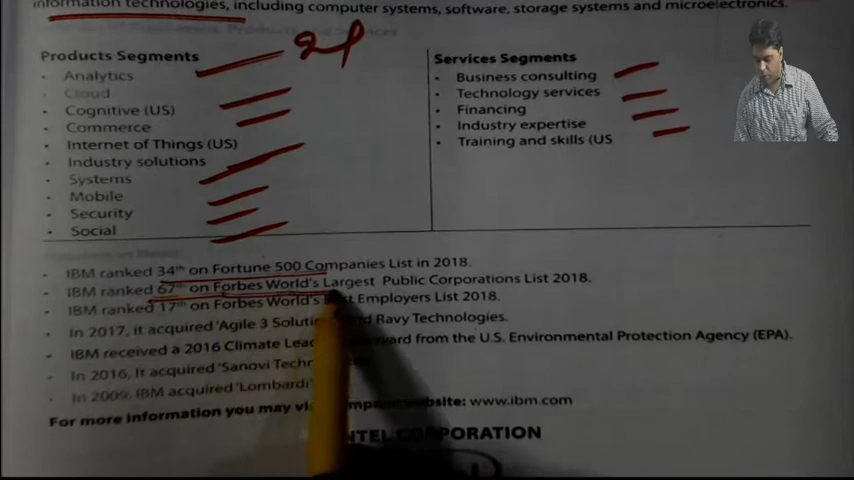 information technologies, including computer systems, software, storage systems and microelectronics.
Products Segments
• Analytics
• Cloud
• Cognitive (US)
• Commerce
• Internet of Things (US)
• Industry solutions
• Systems
• Mobile
• Security
• Social
Services Segments
• Business consulting
• Technology services
• Financing
• Industry expertise
• Training and skills (US
• IBM ranked 34th on Fortune 500 Companies List in 2018.
• IBM ranked 67th on Forbes World's Largest Public Corporations List 2018.
• IBM ranked 17th on Forbes World's Best Employers List 2018.
• In 2017, it acquired 'Agile 3 and Ravy Technologies.
• IBM received a 2016 Climate award from the U.S. Environmental Protection Agency (EPA).
• In 2016, It acquired 'Sanovi
• In 2009, IBM acquired 'Lombardi'
For more information you may website: www.ibm.com
INTEL CORPORATION